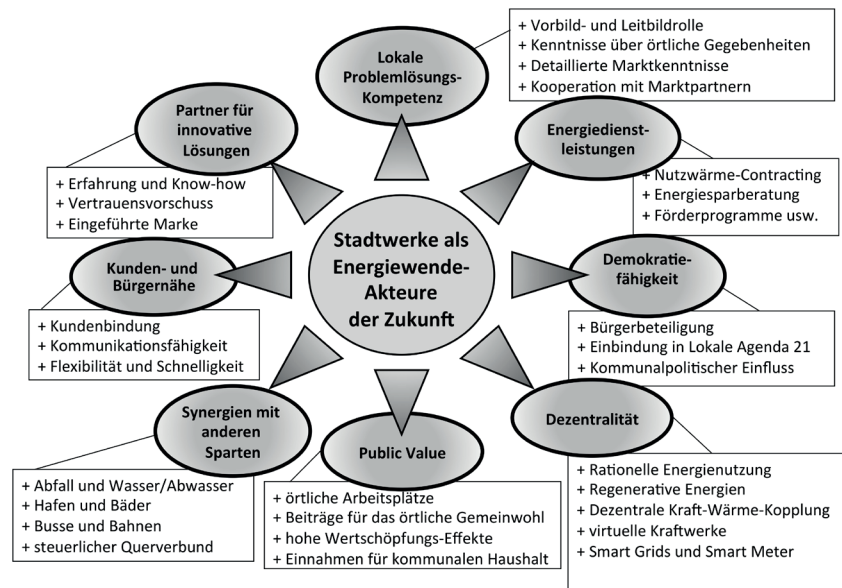 Lokale
Problemlösungs-
Kompetenz
+ Vorbild- und Leitbildrolle
+ Kenntnisse über örtliche Gegebenheiten
+ Detaillierte Marktkenntnisse
+ Kooperation mit Marktpartnern
Partner für
innovative
Lösungen
+ Erfahrung und Know-how
+ Vertrauensvorschuss
+ Eingeführte Marke
Energiedienst-
leistungen
+ Nutzwärme-Contracting
+ Energiesparberatung
+ Förderprogramme usw.
Stadtwerke als
Energiewende-
Akteure
der Zukunft
Kunden- und
Bürgernähe
+ Kundenbindung
+ Kommunikationsfähigkeit
+ Flexibilität und Schnelligkeit
Demokratie-
fähigkeit
+ Bürgerbeteiligung
+ Einbindung in Lokale Agenda 21
+ Kommunalpolitischer Einfluss
Synergien mit
anderen
Sparten
+ Abfall und Wasser/Abwasser
+ Hafen und Bäder
+ Busse und Bahnen
+ steuerlicher Querverbund
Public Value
+ örtliche Arbeitsplätze
+ Beiträge für das örtliche Gemeinwohl
+ hohe Wertschöpfungs-Effekte
+ Einnahmen für kommunalen Haushalt
Dezentralität
+ Rationelle Energienutzung
+ Regenerative Energien
+ Dezentrale Kraft-Wärme-Kopplung
+ virtuelle Kraftwerke
+ Smart Grids und Smart Meter